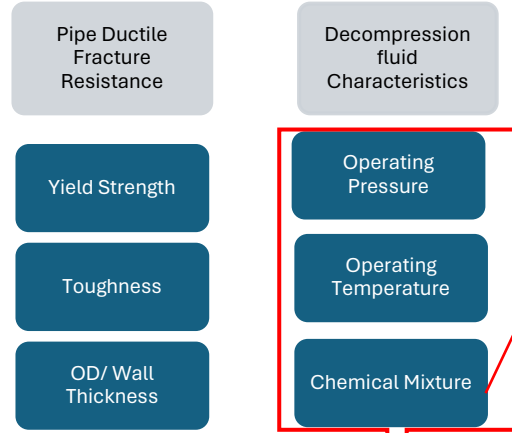 Pipe Ductile
Fracture
Resistance
Decompression
fluid
Characteristics
Yield Strength
Operating
Pressure
Toughness
Operating
Temperature
OD/ Wall
Thickness
Chemical Mixture